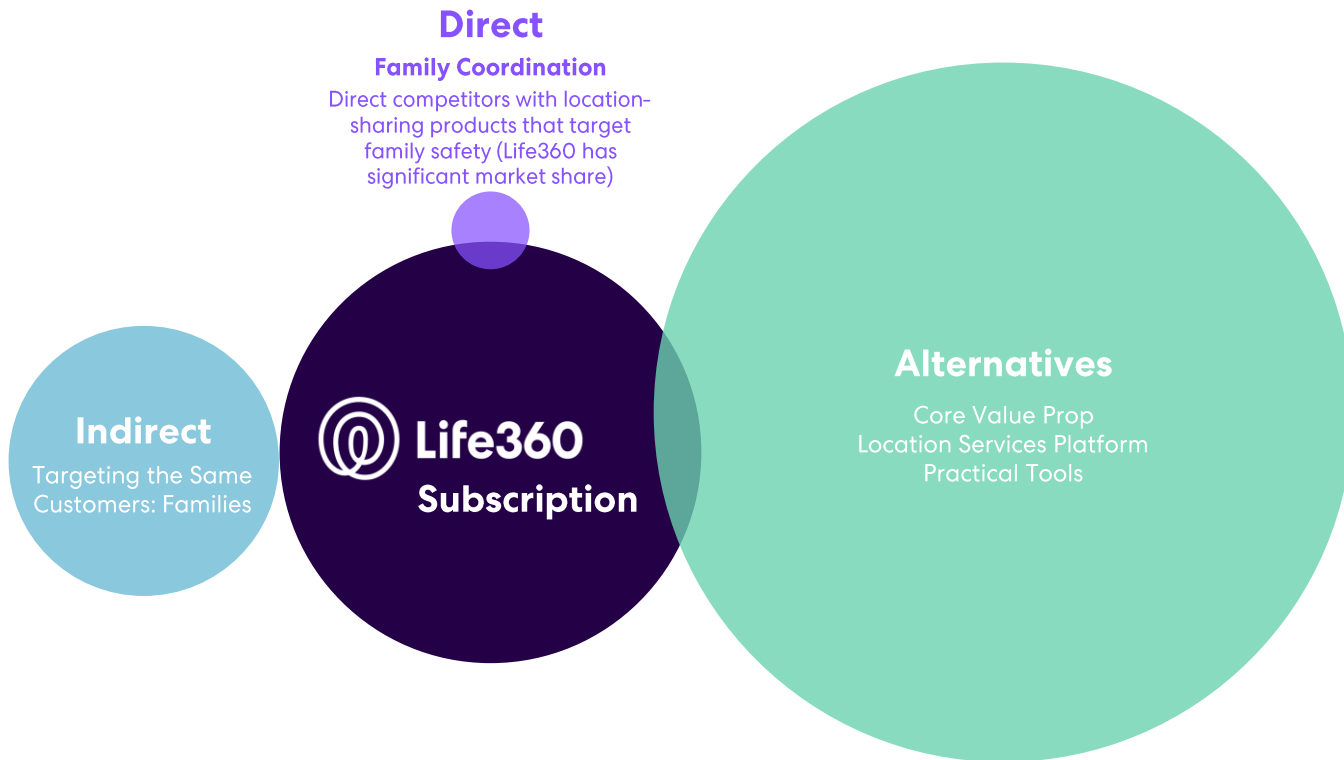 Direct
Family Coordination
Direct competitors with location-
sharing products that target
family safety (Life360 has
significant market share)
Indirect
Targeting the Same
Customers: Families
Life360
Subscription
Alternatives
Core Value Prop
Location Services Platform
Practical Tools